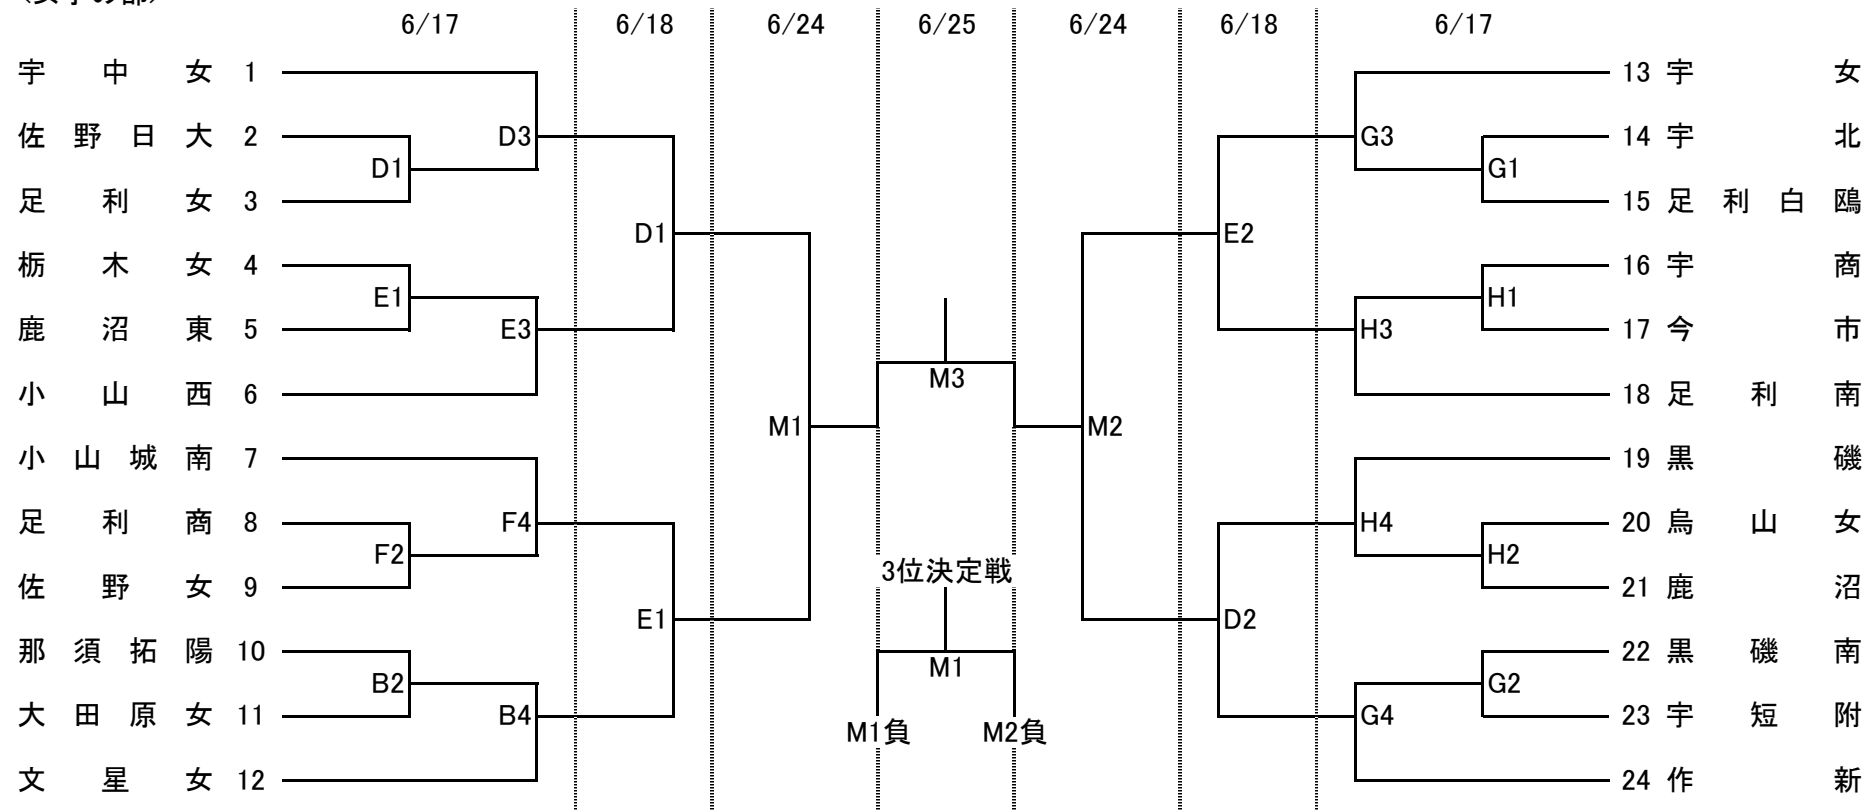 6/17 6/18 6/24 6/25 6/24 6/18 6/17
宇中女 1 13 宇女
佐野日大 2 D3 G3 14 宇北
D1 G1
足利女 3 15 足利白鴎
D1 E2
栃木女 4 16 宇商
E1 H1
鹿沼東 5 E3 H3 17 今市
M3
小山西 6 18 足利南
M1 M2
小山城南 7 19 黒磯
足利商 8 F4 H4 20 烏山女
F2 H2
3位決定戦
佐野女 9 21 鹿沼
E1 D2
那須拓陽 10 22 黒磯南
M1
B2 G2
大田原女 11 B4 G4 23 宇短附
M1負 M2負
文星女 12 24 作新